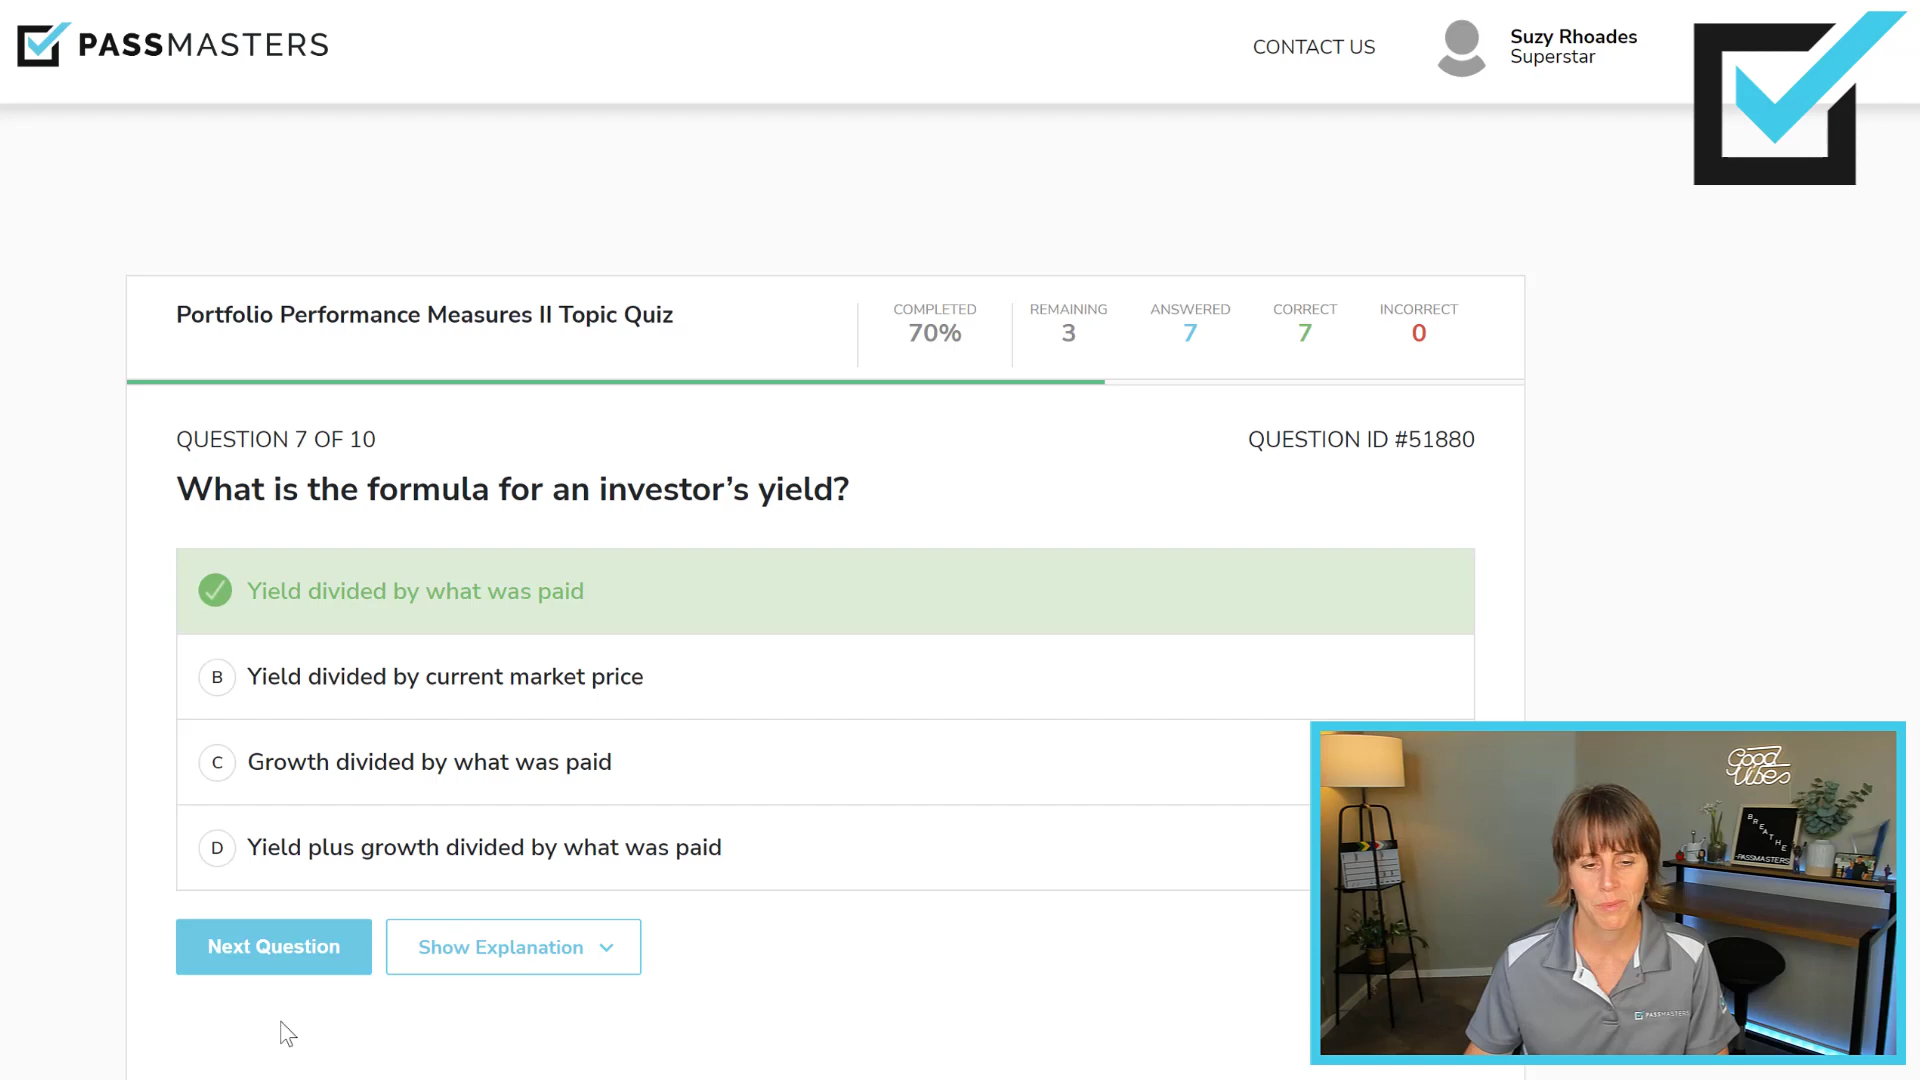 PASSMASTERS
CONTACT US
Suzy Rhoades
Superstar
Portfolio Performance Measures II Topic Quiz
COMPLETED
70%
REMAINING
3
ANSWERED
7
CORRECT
7
INCORRECT
0
QUESTION 7 OF 10
QUESTION ID #51880
What is the formula for an investor’s yield?
Yield divided by what was paid
B Yield divided by current market price
C Growth divided by what was paid
D Yield plus growth divided by what was paid
Next Question
Show Explanation
Good
Vibes
BREATHE
-PASSMASTERS
PASSMASTERS